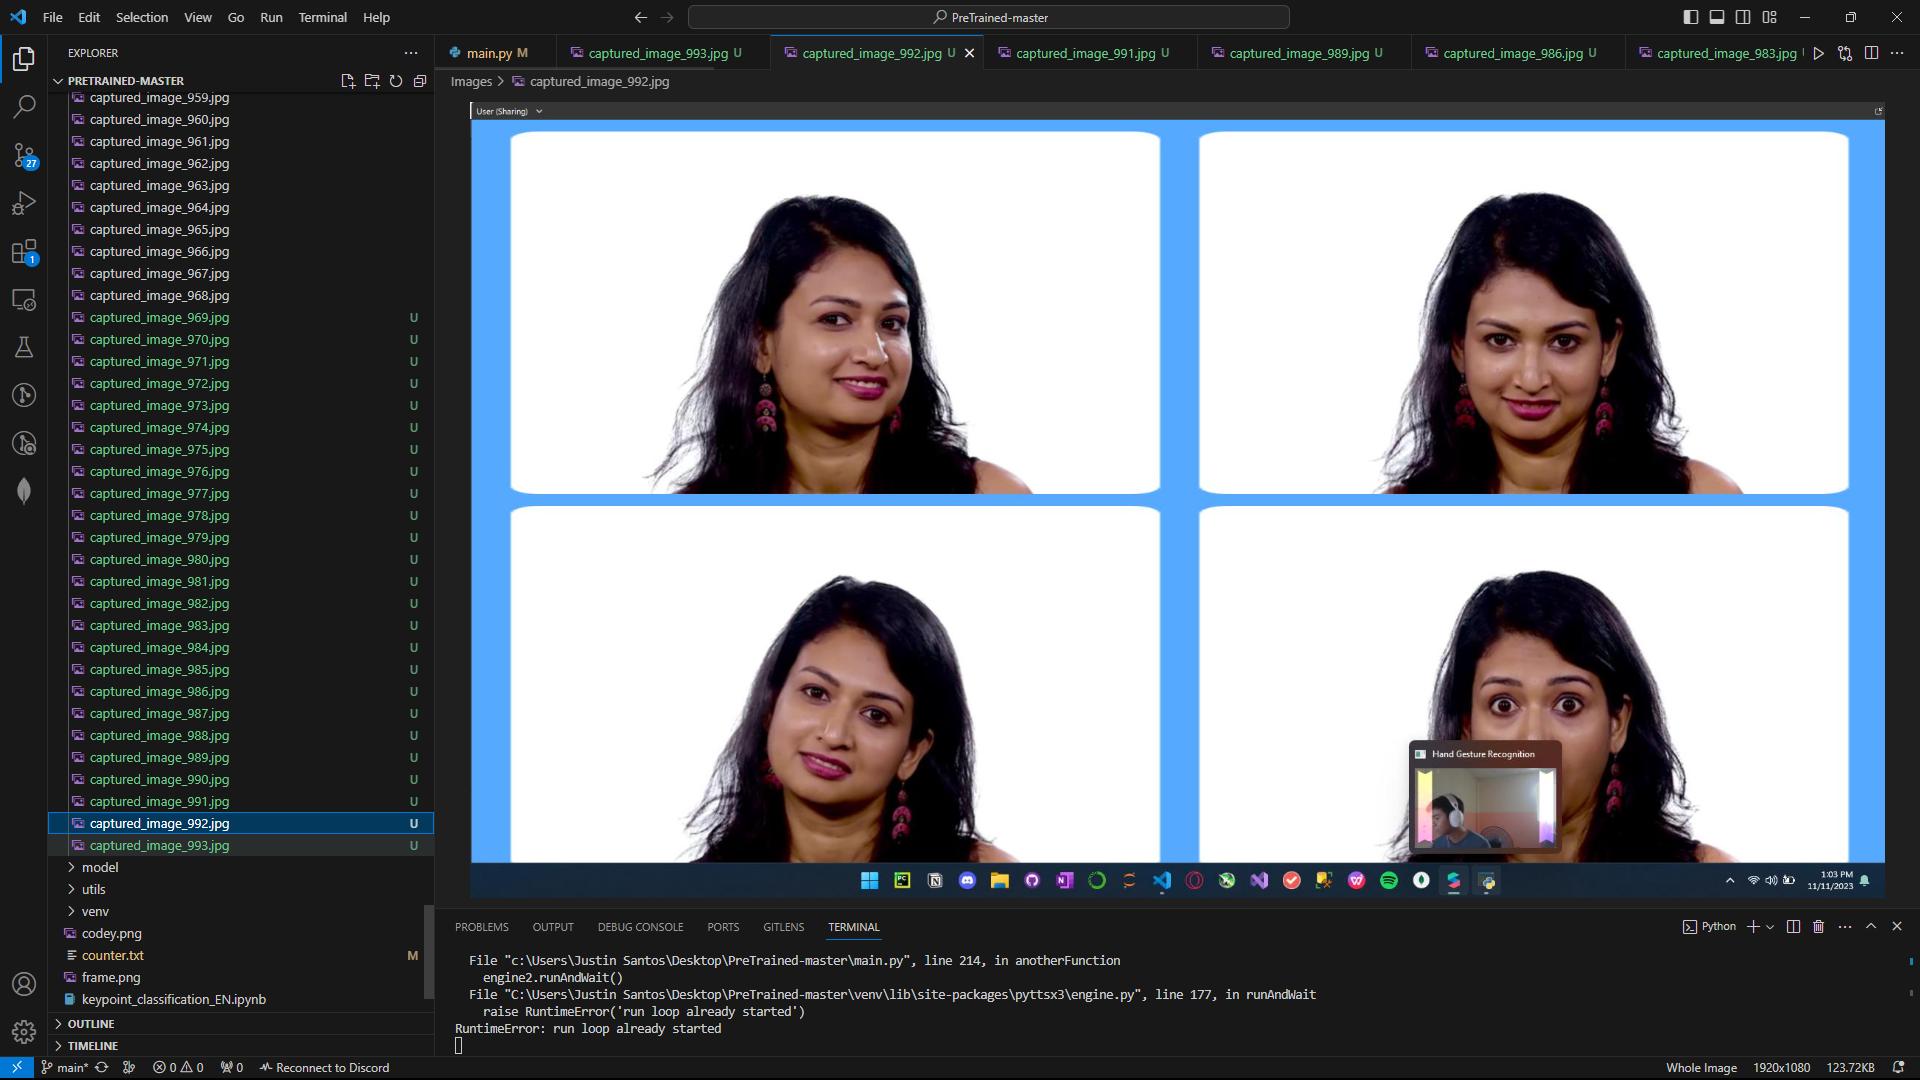 File Edit Selection View Go Run Terminal Help
PreTrained-master
EXPLORER
main.py M
captured_image_993.jpg U
captured_image_992.jpg U
captured_image_991.jpg U
captured_image_989.jpg U
captured_image_986.jpg U
captured_image_983.jpg
PRETRAINED-MASTER
Images > captured_image_992.jpg
captured_image_959.jpg
captured_image_960.jpg
captured_image_961.jpg
captured_image_962.jpg
captured_image_963.jpg
captured_image_964.jpg
captured_image_965.jpg
captured_image_966.jpg
captured_image_967.jpg
captured_image_968.jpg
captured_image_969.jpg U
captured_image_970.jpg U
captured_image_971.jpg U
captured_image_972.jpg U
captured_image_973.jpg U
captured_image_974.jpg U
captured_image_975.jpg U
captured_image_976.jpg U
captured_image_977.jpg U
captured_image_978.jpg U
captured_image_979.jpg U
captured_image_980.jpg U
captured_image_981.jpg U
captured_image_982.jpg U
captured_image_983.jpg U
captured_image_984.jpg U
captured_image_985.jpg U
captured_image_986.jpg U
captured_image_987.jpg U
captured_image_988.jpg U
captured_image_989.jpg U
captured_image_990.jpg U
captured_image_991.jpg U
captured_image_992.jpg U
captured_image_993.jpg U
model
utils
venv
codey.png
counter.txt M
frame.png
keypoint_classification_EN.ipynb
OUTLINE
TIMELINE
27
1
User (Sharing)
Hand Gesture Recognition
1:03 PM
11/11/2023
PROBLEMS OUTPUT DEBUG CONSOLE PORTS GITLENS TERMINAL
Python
File "c:\Users\Justin Santos\Desktop\PreTrained-master\main.py", line 214, in anotherFunction
engine2.runAndWait()
File "C:\Users\Justin Santos\Desktop\PreTrained-master\venv\lib\site-packages\pyttsx3\engine.py", line 177, in runAndWait
raise RuntimeError('run loop already started')
RuntimeError: run loop already started
main* 0 0 0 Reconnect to Discord
Whole Image 1920x1080 123.72KB